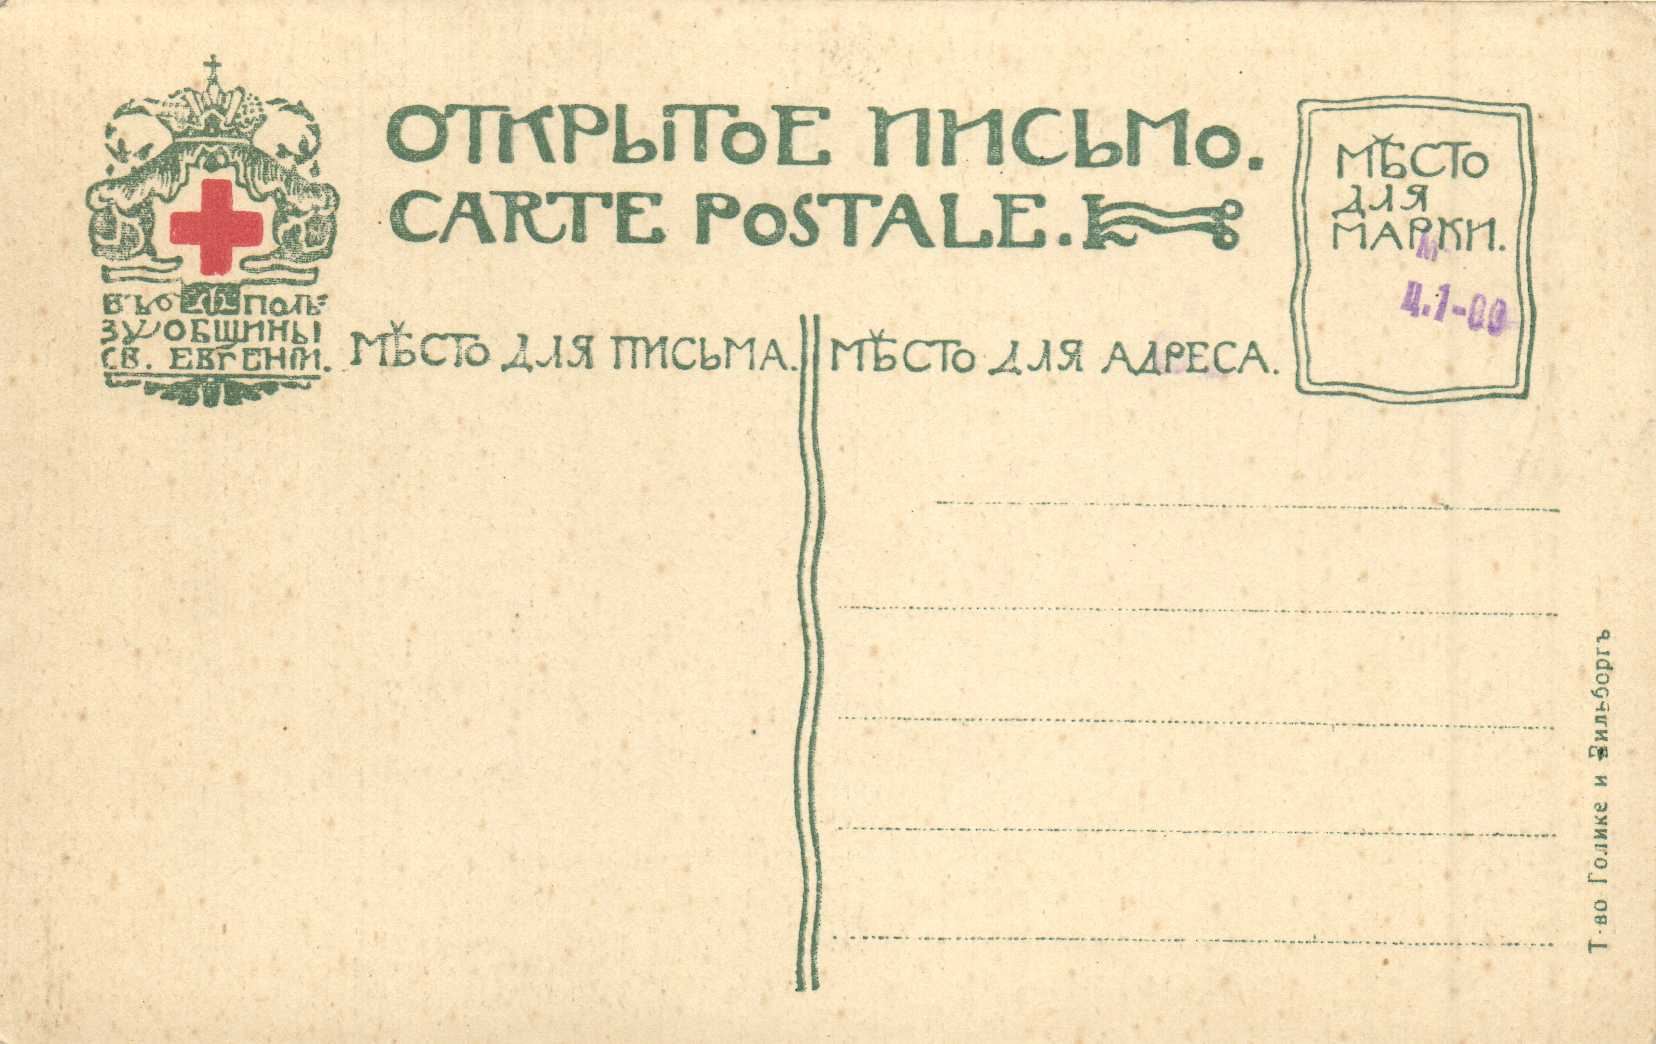 ОТКРЫТОЕ ПИСЬМО.
CARTE POSTALE.
ВЪ ПОЛЬ-
ЗУ ОБЩИНЫ
СВ. ЕВГЕНІИ.
МѢСТО ДЛЯ ПИСЬМА.
МѢСТО ДЛЯ АДРЕСА.
МѢСТО
ДЛЯ
МАРКИ.
Ц.1-00
Т-во Голике и Вильборгъ